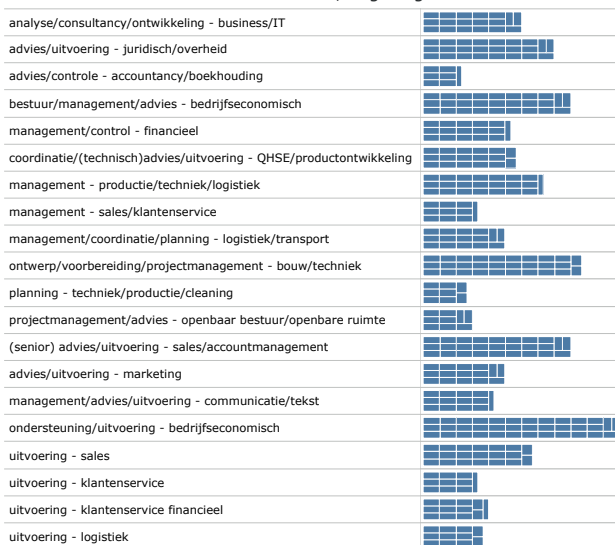 analyse/consultancy/ontwikkeling - business/IT
advies/uitvoering - juridisch/overheid
advies/controle - accountancy/boekhouding
bestuur/management/advies - bedrijfseconomisch
management/control - financieel
coordinatie/(technisch)advies/uitvoering - QHSE/productontwikkeling
management - productie/techniek/logistiek
management - sales/klantenservice
management/coordinatie/planning - logistiek/transport
ontwerp/voorbereiding/projectmanagement - bouw/techniek
planning - techniek/productie/cleaning
projectmanagement/advies - openbaar bestuur/openbare ruimte
(senior) advies/uitvoering - sales/accountmanagement
advies/uitvoering - marketing
management/advies/uitvoering - communicatie/tekst
ondersteuning/uitvoering - bedrijfseconomisch
uitvoering - sales
uitvoering - klantenservice
uitvoering - klantenservice financieel
uitvoering - logistiek